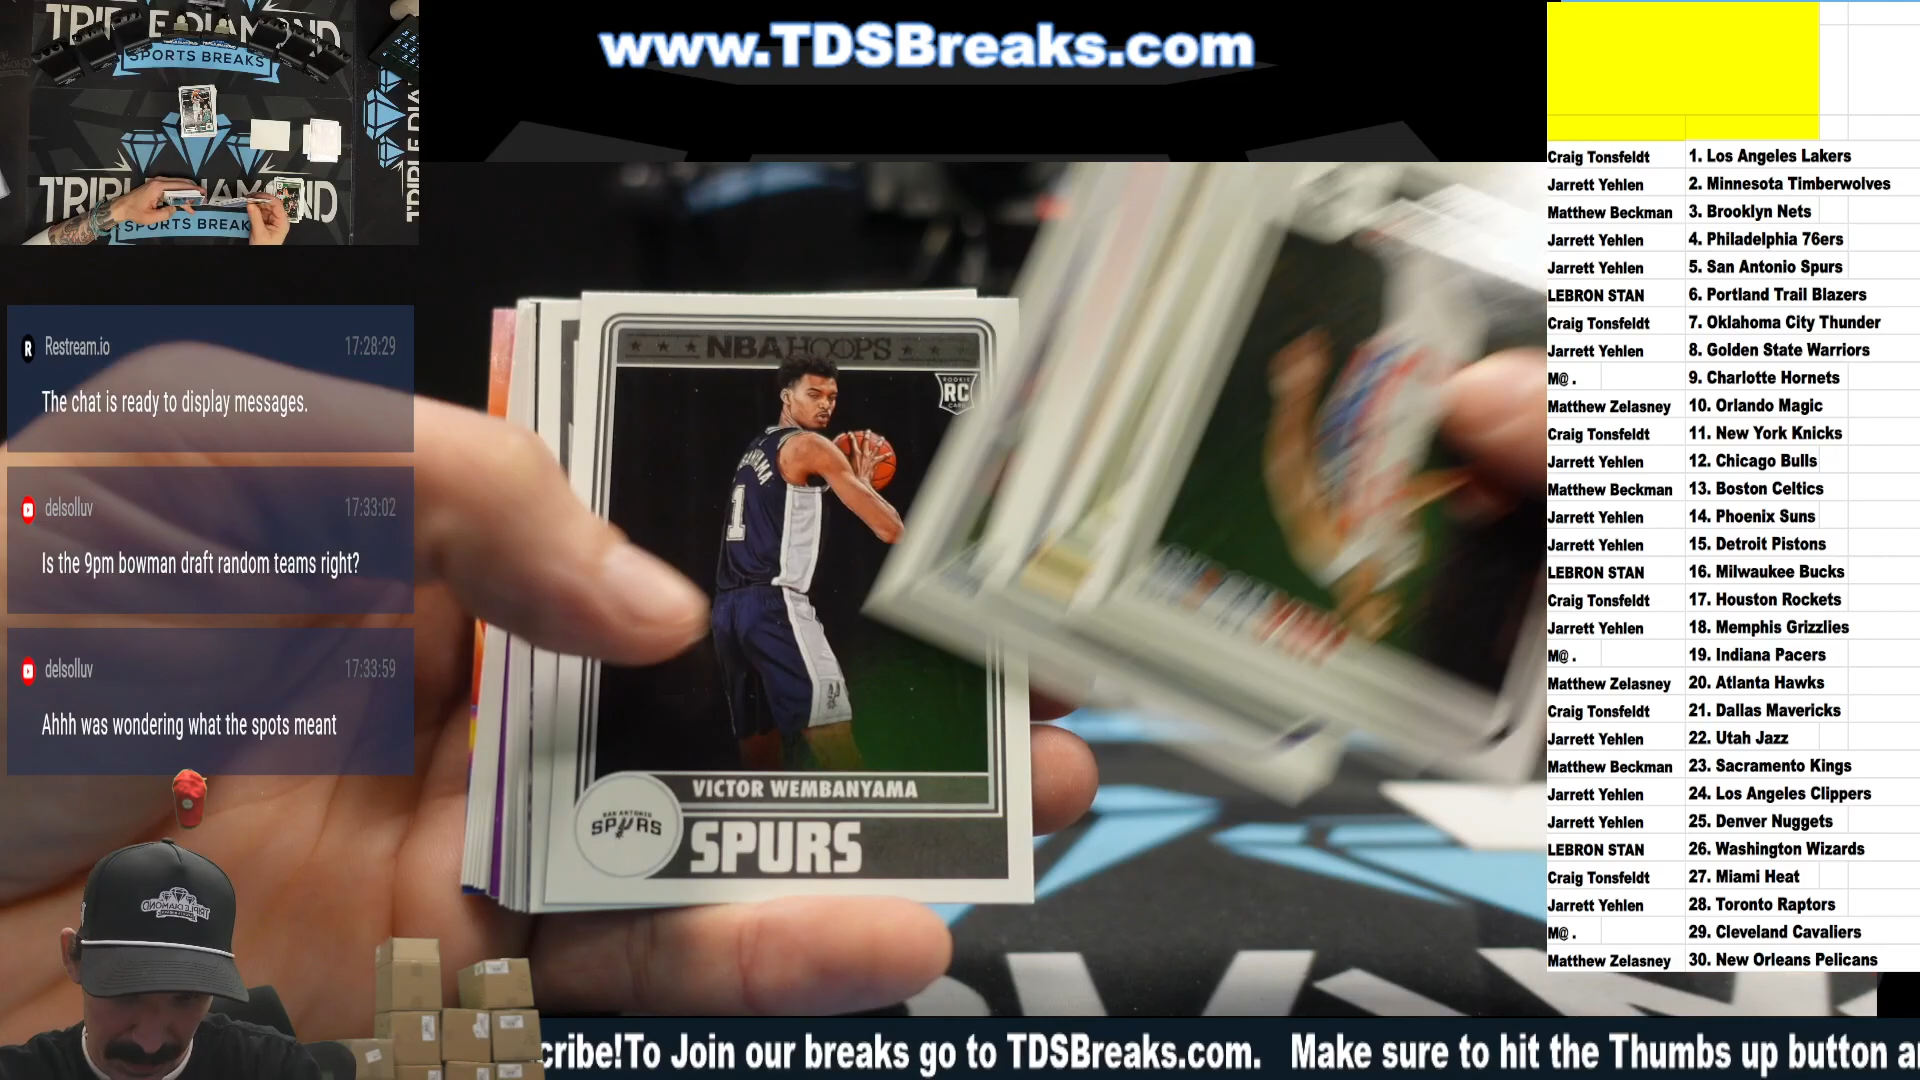 TRIPLE DIAMOND
SPORTS BREAKS
SPORTS BREAK
www.TDSBreaks.com
Restream.io 17:28:29
The chat is ready to display messages.
delsolluv 17:33:02
Is the 9pm bowman draft random teams right?
delsolluv 17:33:59
Ahhh was wondering what the spots meant
NBA HOOPS
ROOKIE
RC
CARD
1
VICTOR WEMBANYAMA
SAN ANTONIO
SPURS
SPURS
TRIPLE DIAMOND
Craig Tonsfeldt 1. Los Angeles Lakers
Jarrett Yehlen 2. Minnesota Timberwolves
Matthew Beckman 3. Brooklyn Nets
Jarrett Yehlen 4. Philadelphia 76ers
Jarrett Yehlen 5. San Antonio Spurs
LEBRON STAN 6. Portland Trail Blazers
Craig Tonsfeldt 7. Oklahoma City Thunder
Jarrett Yehlen 8. Golden State Warriors
M@ . 9. Charlotte Hornets
Matthew Zelasney 10. Orlando Magic
Craig Tonsfeldt 11. New York Knicks
Jarrett Yehlen 12. Chicago Bulls
Matthew Beckman 13. Boston Celtics
Jarrett Yehlen 14. Phoenix Suns
Jarrett Yehlen 15. Detroit Pistons
LEBRON STAN 16. Milwaukee Bucks
Craig Tonsfeldt 17. Houston Rockets
Jarrett Yehlen 18. Memphis Grizzlies
M@ . 19. Indiana Pacers
Matthew Zelasney 20. Atlanta Hawks
Craig Tonsfeldt 21. Dallas Mavericks
Jarrett Yehlen 22. Utah Jazz
Matthew Beckman 23. Sacramento Kings
Jarrett Yehlen 24. Los Angeles Clippers
Jarrett Yehlen 25. Denver Nuggets
LEBRON STAN 26. Washington Wizards
Craig Tonsfeldt 27. Miami Heat
Jarrett Yehlen 28. Toronto Raptors
M@ . 29. Cleveland Cavaliers
Matthew Zelasney 30. New Orleans Pelicans
cribe!To Join our breaks go to TDSBreaks.com. Make sure to hit the Thumbs up button a